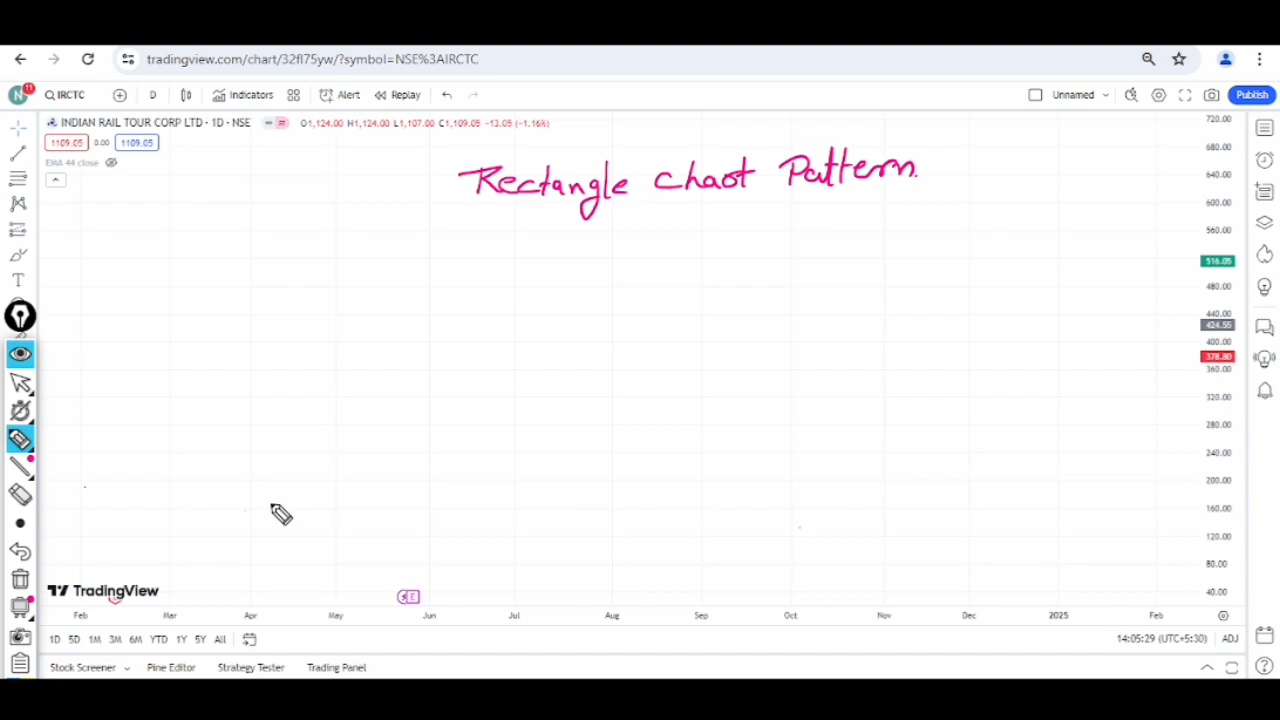 tradingview.com/chart/32fl75yw/?symbol=NSE%3AIRCTC
N 11 IRCTC D Indicators Alert Replay Unnamed Publish
INDIAN RAIL TOUR CORP LTD · 1D · NSE O1,124.00 H1,124.00 L1,107.00 C1,109.05 -13.05 (-1.16%)
1109.05 0.00 1109.05
EMA 44 close
Rectangle chart Pattern.
720.00
680.00
640.00
600.00
560.00
516.05
480.00
440.00
424.55
400.00
378.80
360.00
320.00
280.00
240.00
200.00
160.00
120.00
80.00
40.00
TradingView
E
Feb Mar Apr May Jun Jul Aug Sep Oct Nov Dec 2025 Feb
1D 5D 1M 3M 6M YTD 1Y 5Y All 14:05:29 (UTC+5:30) ADJ
Stock Screener Pine Editor Strategy Tester Trading Panel